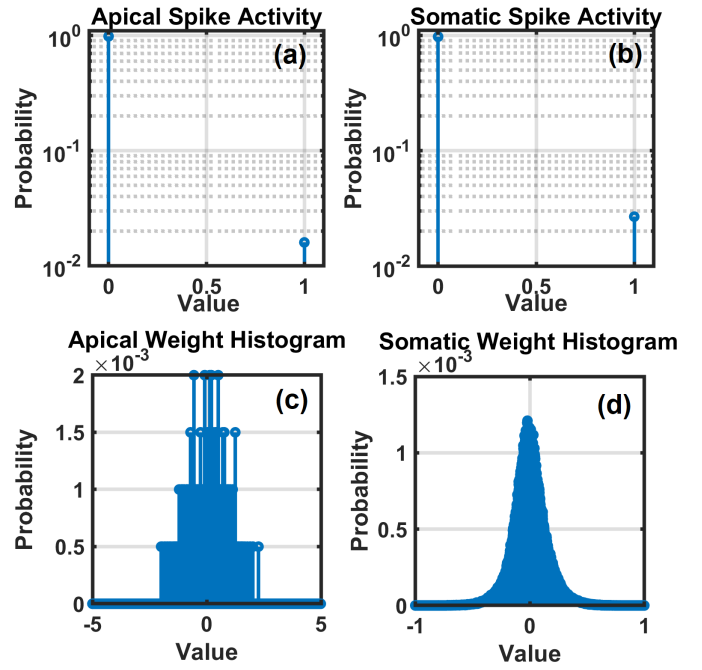 Apical Spike Activity
(a)
10^0
10^-1
10^-2
Probability
0 0.5 1
Value
Somatic Spike Activity
(b)
10^0
10^-1
10^-2
Probability
0 0.5 1
Value
Apical Weight Histogram
×10^-3
(c)
2
1.5
1
0.5
0
Probability
-5 0 5
Value
Somatic Weight Histogram
×10^-3
(d)
1.5
1
0.5
0
Probability
-1 0 1
Value